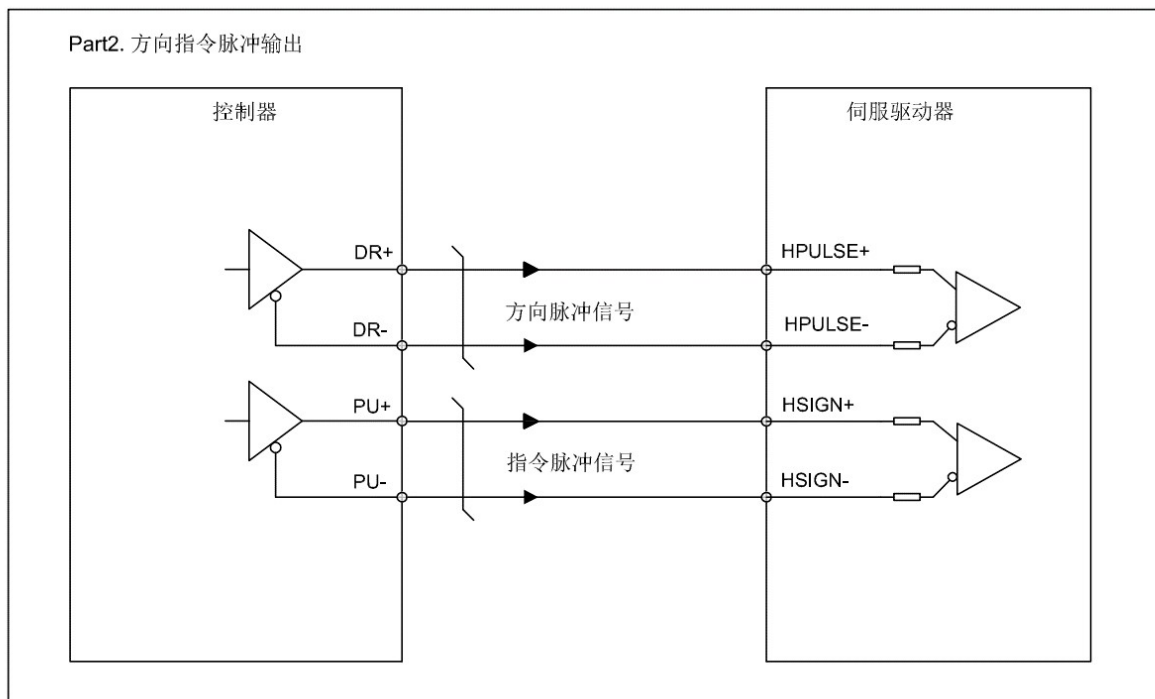 Part2. 方向指令脉冲输出
控制器
伺服驱动器
DR+
HPULSE+
方向脉冲信号
DR-
HPULSE-
PU+
HSIGN+
指令脉冲信号
PU-
HSIGN-